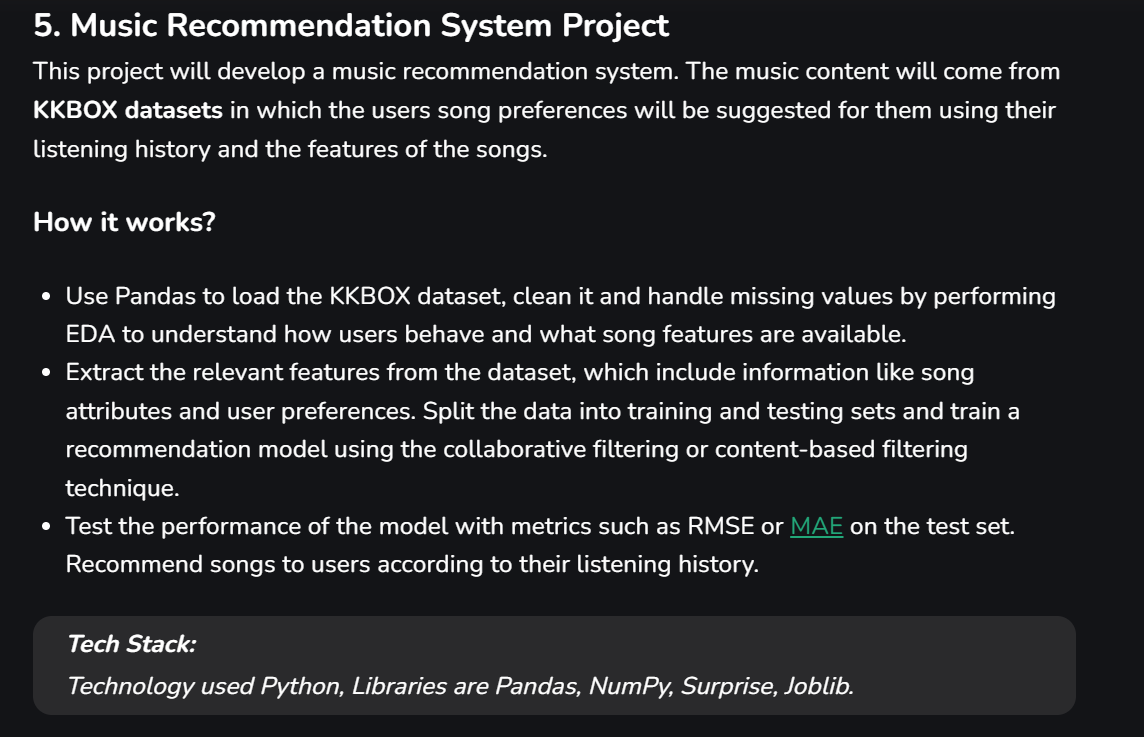 5. Music Recommendation System Project
This project will develop a music recommendation system. The music content will come from
KKBOX datasets in which the users song preferences will be suggested for them using their
listening history and the features of the songs.
How it works?
• Use Pandas to load the KKBOX dataset, clean it and handle missing values by performing
EDA to understand how users behave and what song features are available.
• Extract the relevant features from the dataset, which include information like song
attributes and user preferences. Split the data into training and testing sets and train a
recommendation model using the collaborative filtering or content-based filtering
technique.
• Test the performance of the model with metrics such as RMSE or MAE on the test set.
Recommend songs to users according to their listening history.
Tech Stack:
Technology used Python, Libraries are Pandas, NumPy, Surprise, Joblib.